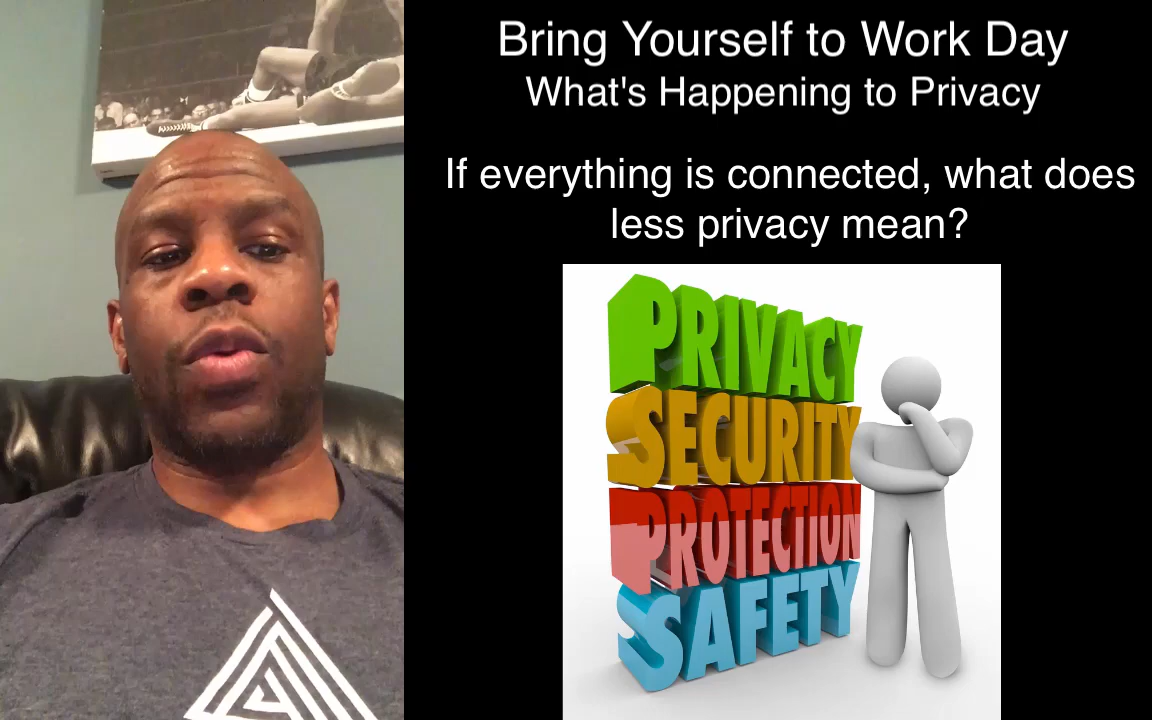 Bring Yourself to Work Day
What's Happening to Privacy
If everything is connected, what does
less privacy mean?
PRIVACY
SECURITY
PROTECTION
SAFETY